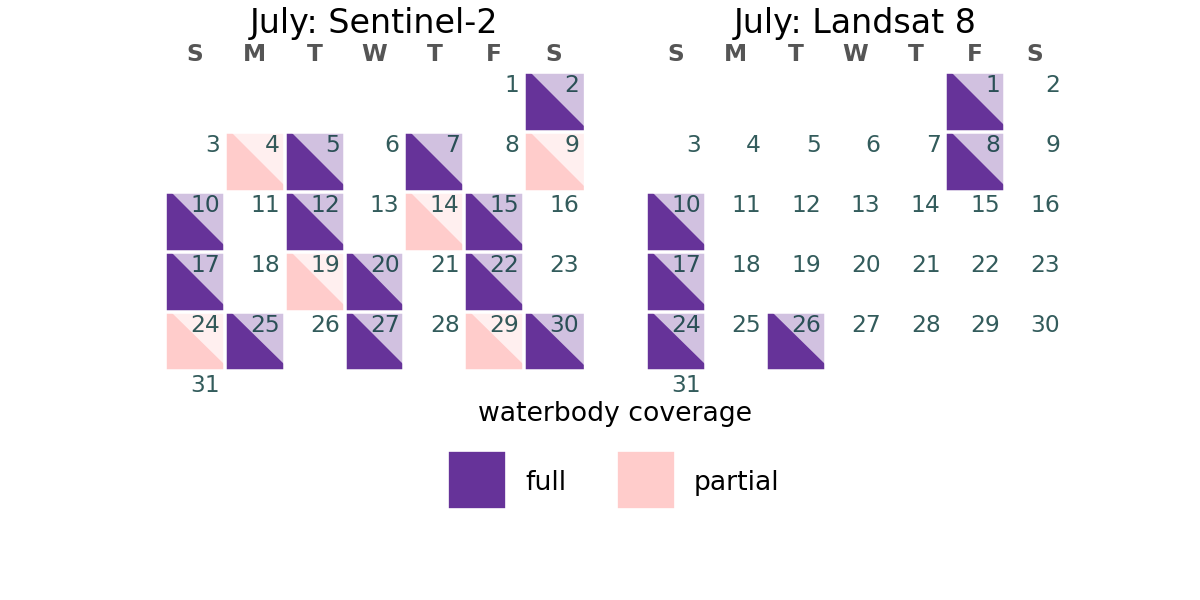 July: Sentinel-2
S M T W T F S
1 2
3 4 5 6 7 8 9
10 11 12 13 14 15 16
17 18 19 20 21 22 23
24 25 26 27 28 29 30
31
July: Landsat 8
S M T W T F S
1 2
3 4 5 6 7 8 9
10 11 12 13 14 15 16
17 18 19 20 21 22 23
24 25 26 27 28 29 30
31
waterbody coverage
full partial